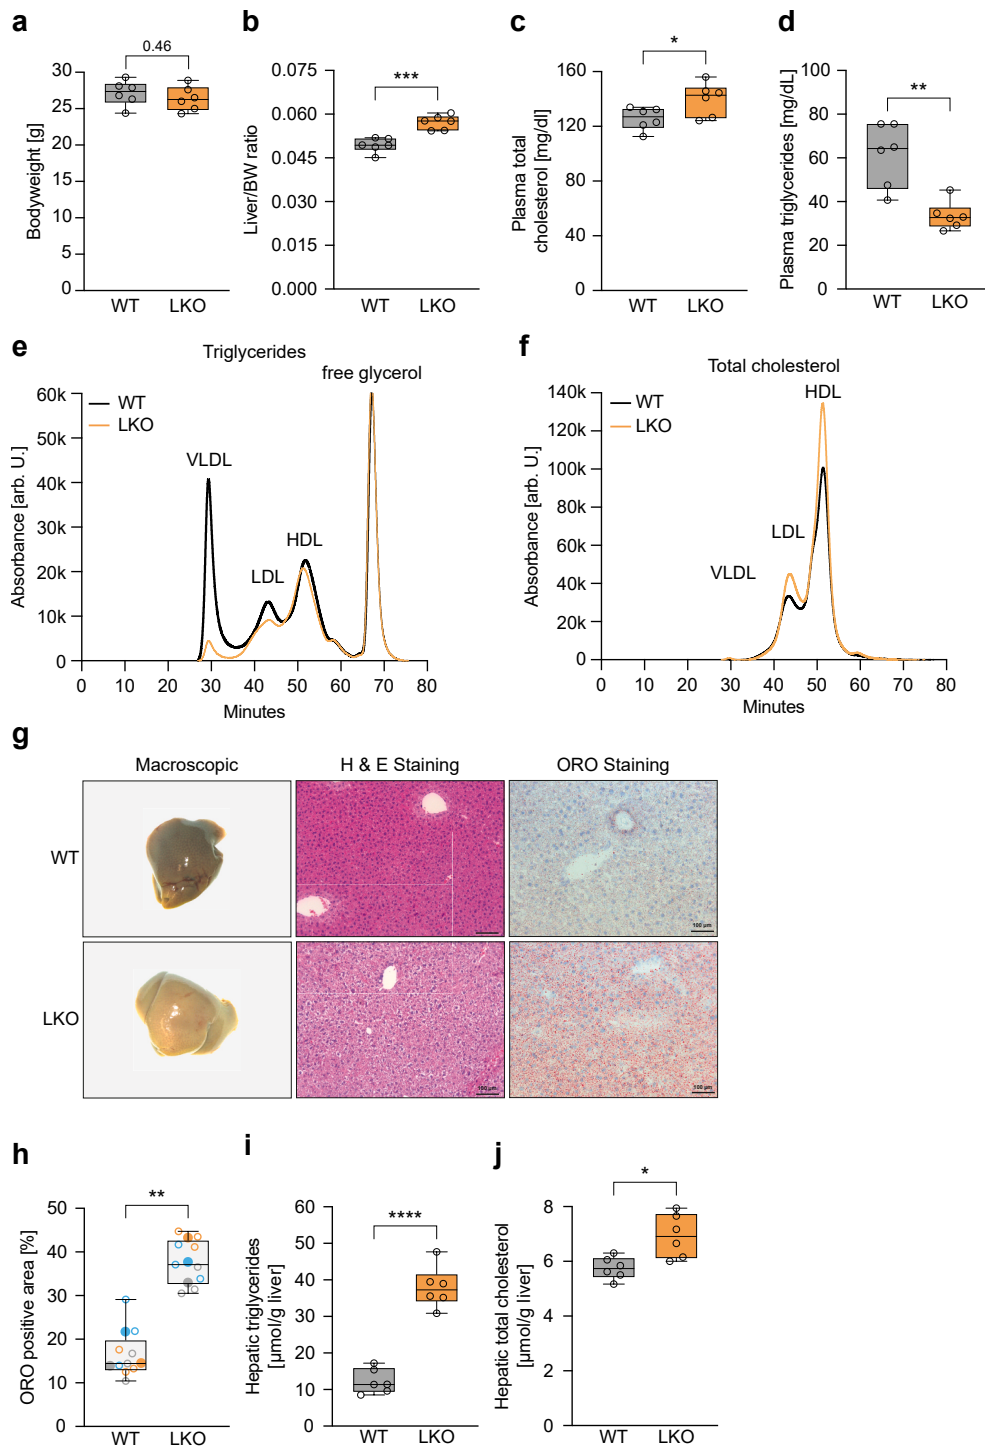 a
0.46
Bodyweight [g]
30
25
20
15
10
5
0
WT
LKO
b
***
Liver/BW ratio
0.075
0.060
0.045
0.030
0.015
0.000
WT
LKO
c
*
Plasma total
cholesterol [mg/dl]
160
120
80
40
0
WT
LKO
d
**
Plasma triglycerides [mg/dL]
100
80
60
40
20
0
WT
LKO
e
Triglycerides
free glycerol
WT
LKO
VLDL
LDL
HDL
Absorbance [arb. U.]
60k
50k
40k
30k
20k
10k
0
0 10 20 30 40 50 60 70 80
Minutes
f
Total cholesterol
HDL
WT
LKO
LDL
VLDL
Absorbance [arb. U.]
140k
120k
100k
80k
60k
40k
20k
0
0 10 20 30 40 50 60 70 80
Minutes
g
Macroscopic
H & E Staining
ORO Staining
WT
100 µm
LKO
100 µm
100 µm
h
**
ORO positive area [%]
50
40
30
20
10
0
WT
LKO
i
****
Hepatic triglycerides
[µmol/g liver]
60
50
40
30
20
10
0
WT
LKO
j
*
Hepatic total cholesterol
[µmol/g liver]
8
6
4
2
0
WT
LKO